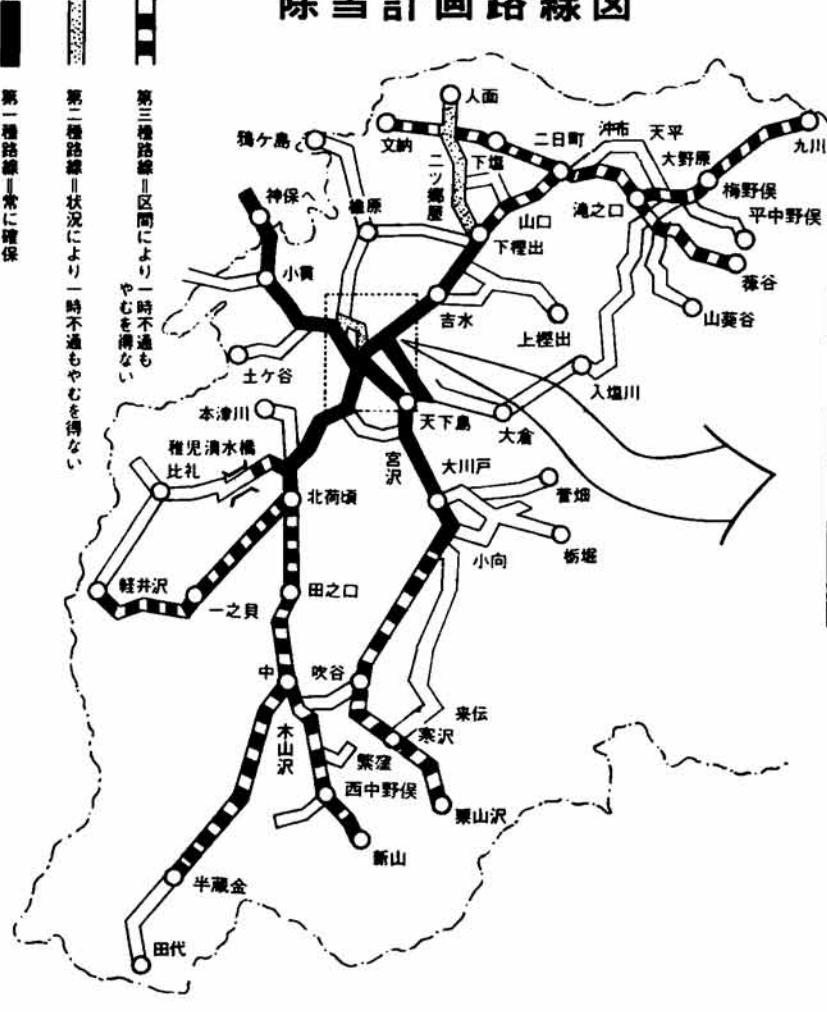 除雪計画路線図
第三種路線＝区間により一時不通も
やむを得ない
第二種路線＝状況により一時不通もやむを得ない
第一種路線＝常に確保
人面
文納
二日町
沖布
天平
大野原
九川
鴉ケ島
下塩
二ツ郷屋
梅野俣
神保へ
楡原
山口
滝之口
平中野俣
下樫出
小貫
葎谷
吉水
山葵谷
上樫出
土ケ谷
入塩川
本津川
天下島
大倉
稚児清水橋
宮沢
大川戸
比礼
北荷頃
菅畑
小向
栃堀
軽井沢
一之貝
田之口
中
吹谷
来伝
木山沢
寒沢
繁窪
西中野俣
栗山沢
新山
半蔵金
田代